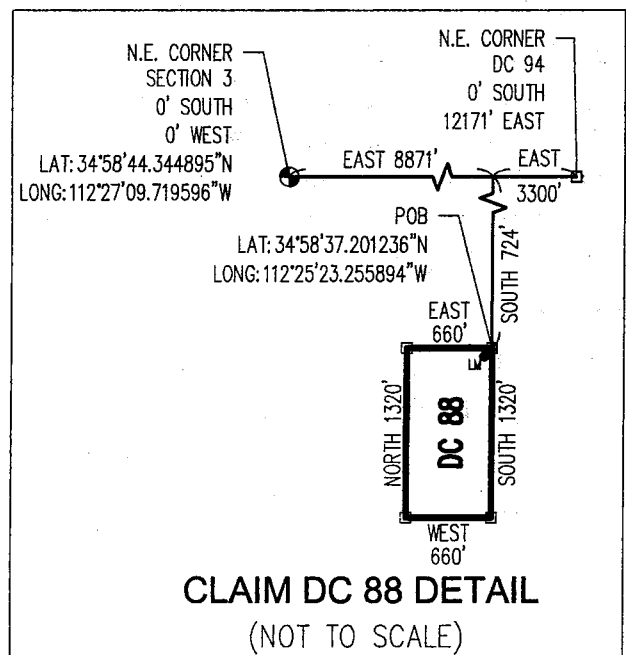 N.E. CORNER
SECTION 3
0' SOUTH
0' WEST
LAT: 34°58'44.344895"N
LONG: 112°27'09.719596"W
N.E. CORNER
DC 94
0' SOUTH
12171' EAST
EAST 8871'
EAST
3300'
POB
LAT: 34°58'37.201236"N
LONG: 112°25'23.255894"W
SOUTH 724'
EAST
660'
LM
NORTH 1320'
DC 88
SOUTH 1320'
WEST
660'
CLAIM DC 88 DETAIL
(NOT TO SCALE)